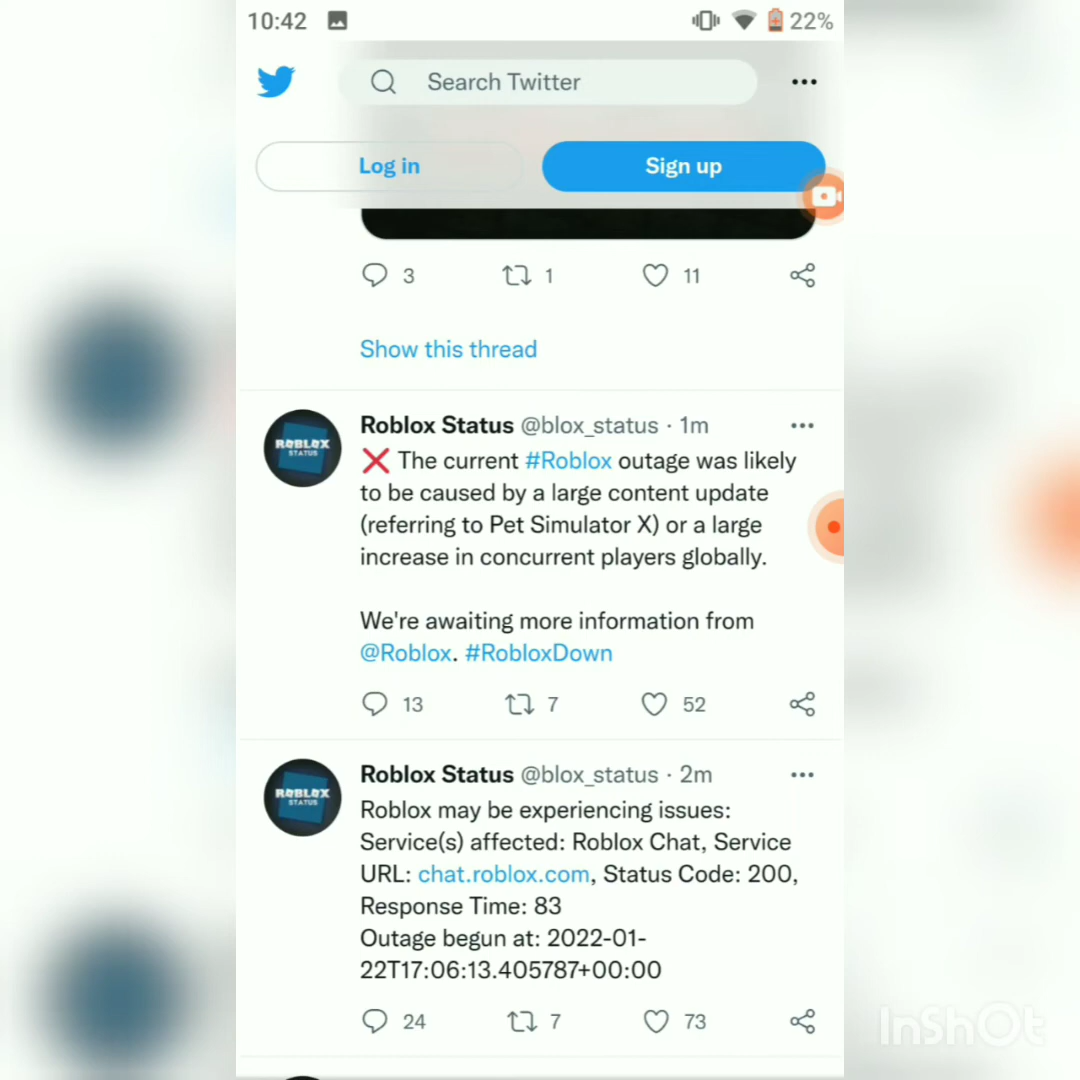 10:42
22%
Search Twitter
Log in
Sign up
3
1
11
Show this thread
Roblox Status @blox_status · 1m
❌ The current #Roblox outage was likely
to be caused by a large content update
(referring to Pet Simulator X) or a large
increase in concurrent players globally.
We're awaiting more information from
@Roblox. #RobloxDown
13
7
52
ROBLOX
STATUS
Roblox Status @blox_status · 2m
Roblox may be experiencing issues:
Service(s) affected: Roblox Chat, Service
URL: chat.roblox.com, Status Code: 200,
Response Time: 83
Outage begun at: 2022-01-
22T17:06:13.405787+00:00
24
7
73
ROBLOX
STATUS
InShOt